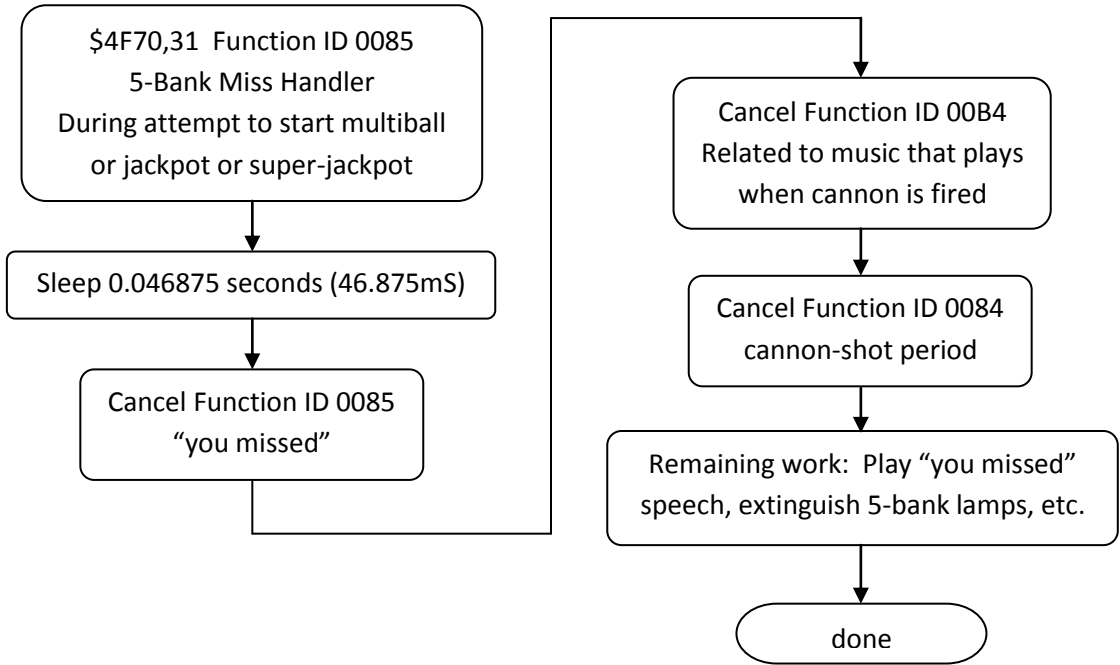 $4F70,31 Function ID 0085
5-Bank Miss Handler
During attempt to start multiball
or jackpot or super-jackpot
Sleep 0.046875 seconds (46.875mS)
Cancel Function ID 0085
“you missed”
Cancel Function ID 00B4
Related to music that plays
when cannon is fired
Cancel Function ID 0084
cannon-shot period
Remaining work: Play “you missed”
speech, extinguish 5-bank lamps, etc.
done